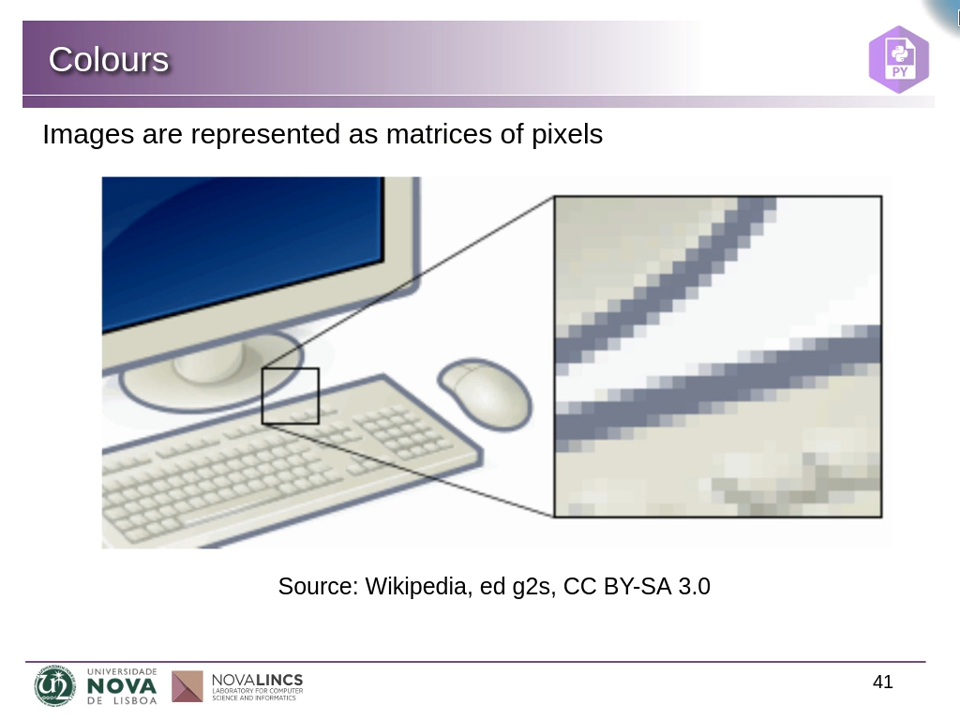 Colours
PY
Images are represented as matrices of pixels
Source: Wikipedia, ed g2s, CC BY-SA 3.0
UNIVERSIDADE
NOVA
DE LISBOA
NOVALINCS
LABORATORY FOR COMPUTER
SCIENCE AND INFORMATICS
41